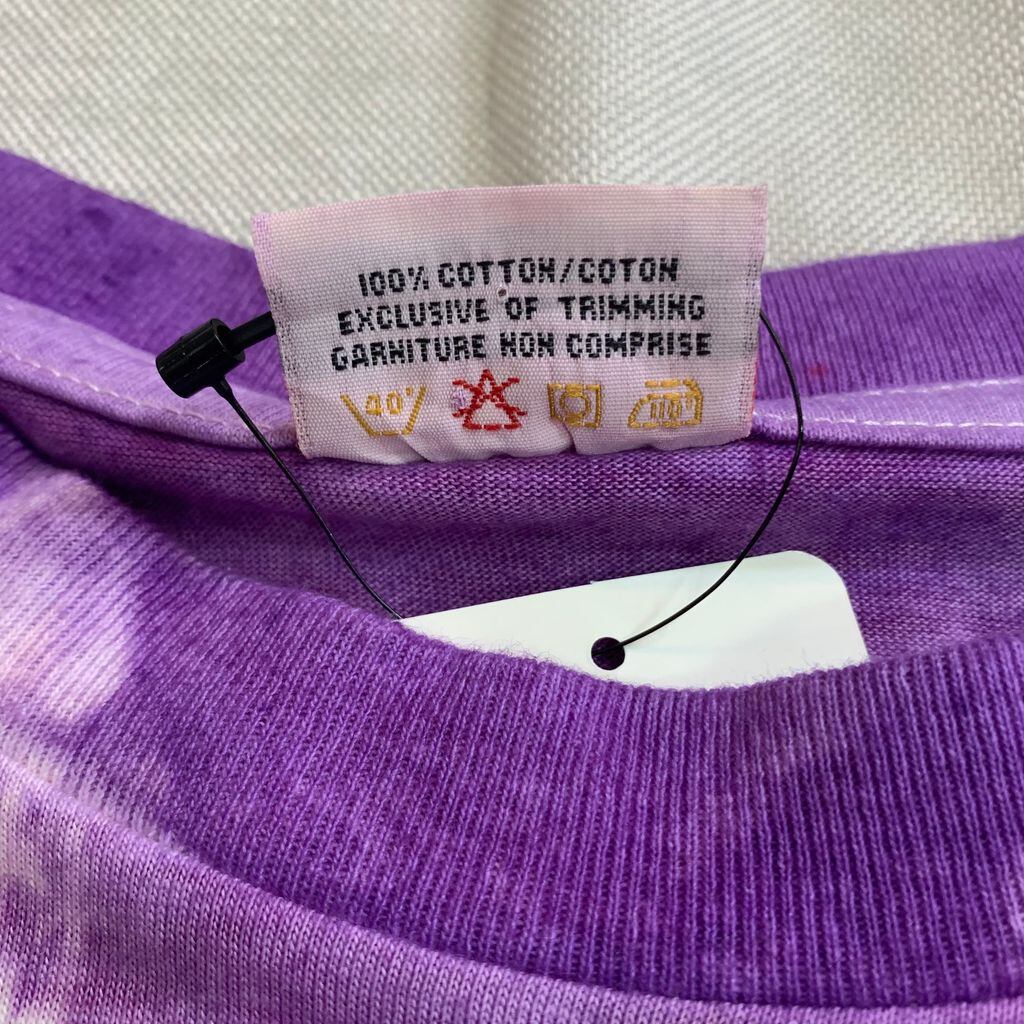 100% COTTON/COTON
EXCLUSIVE OF TRIMMING
GARNITURE NON COMPRISE
40°